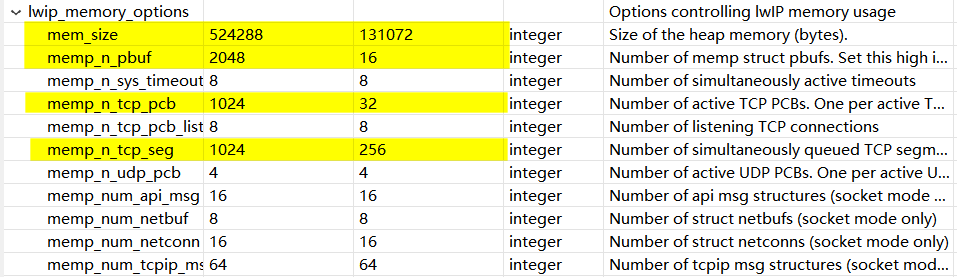 lwip_memory_options Options controlling lwIP memory usage
mem_size 524288 131072 integer Size of the heap memory (bytes).
memp_n_pbuf 2048 16 integer Number of memp struct pbufs. Set this high i...
memp_n_sys_timeout 8 8 integer Number of simultaneously active timeouts
memp_n_tcp_pcb 1024 32 integer Number of active TCP PCBs. One per active T...
memp_n_tcp_pcb_list 8 8 integer Number of listening TCP connections
memp_n_tcp_seg 1024 256 integer Number of simultaneously queued TCP segm...
memp_n_udp_pcb 4 4 integer Number of active UDP PCBs. One per active U...
memp_num_api_msg 16 16 integer Number of api msg structures (socket mode ...
memp_num_netbuf 8 8 integer Number of struct netbufs (socket mode only)
memp_num_netconn 16 16 integer Number of struct netconns (socket mode only)
memp_num_tcpip_ms 64 64 integer Number of tcpip msg structures (socket mod...